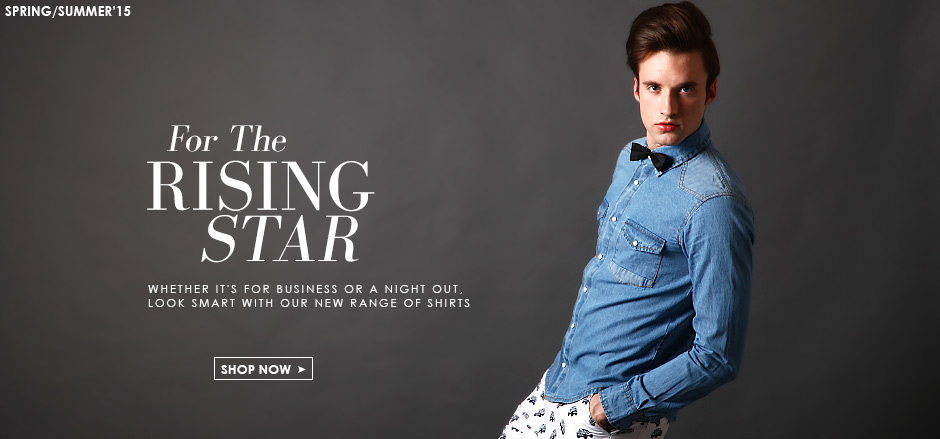 SPRING/SUMMER'15
For The
RISING
STAR
WHETHER IT'S FOR BUSINESS OR A NIGHT OUT,
LOOK SMART WITH OUR NEW RANGE OF SHIRTS
SHOP NOW ➤